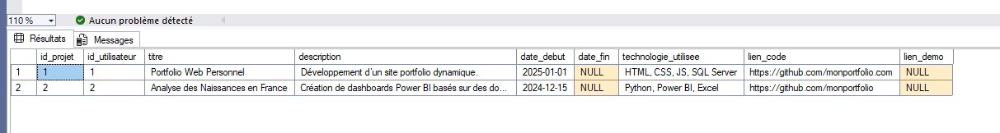 110 % Aucun problème détecté
Résultats Messages
id_projet id_utilisateur titre description date_debut date_fin technologie_utilisee lien_code lien_demo
1 1 1 Portfolio Web Personnel Développement d'un site portfolio dynamique. 2025-01-01 NULL HTML, CSS, JS, SQL Server https://github.com/monportfolio.com NULL
2 2 2 Analyse des Naissances en France Création de dashboards Power BI basés sur des do... 2024-12-15 NULL Python, Power BI, Excel https://github.com/monportfolio NULL